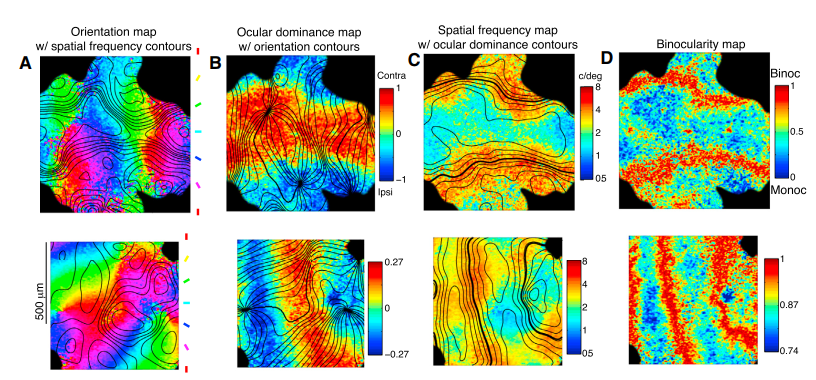 Orientation map
w/ spatial frequency contours
Ocular dominance map
w/ orientation contours
Spatial frequency map
w/ ocular dominance contours
Binocularity map
A
B
C
D
Contra
1
0
−1
Ipsi
c/deg
8
4
2
1
05
Binoc
1
0.5
0
Monoc
500 µm
0.27
0
-0.27
8
4
2
1
05
1
0.87
0.74